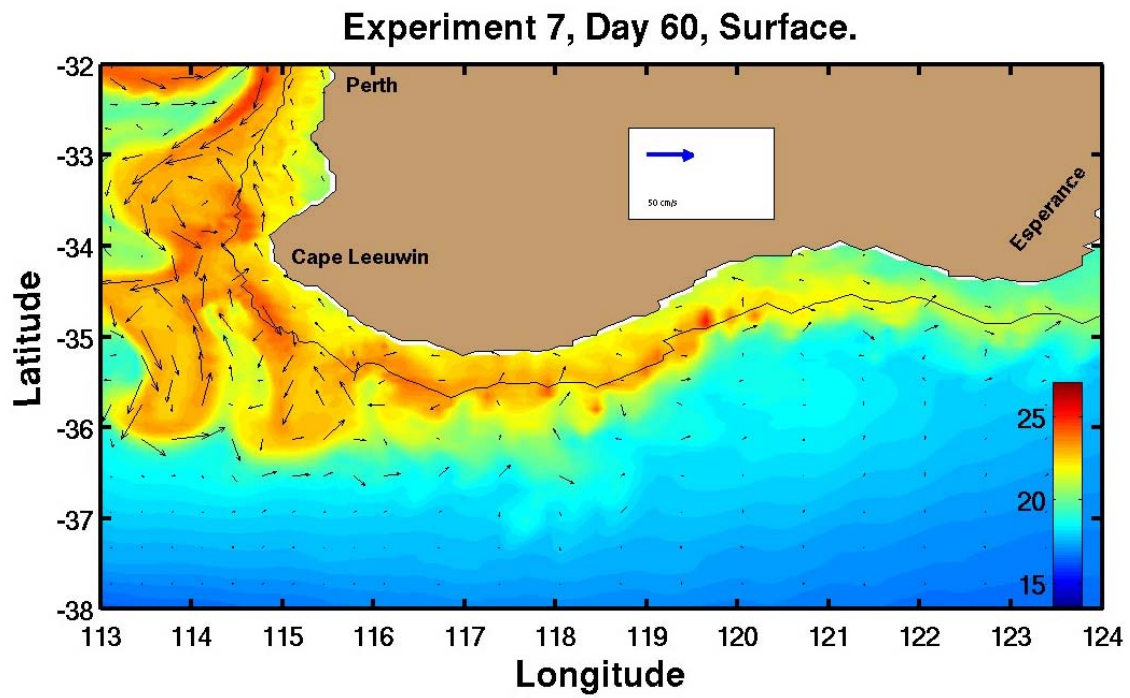 Experiment 7, Day 60, Surface.
-32
-33
-34
-35
-36
-37
-38
Latitude
Perth
Cape Leeuwin
50 cm/s
Esperance
25
20
15
113 114 115 116 117 118 119 120 121 122 123 124
Longitude